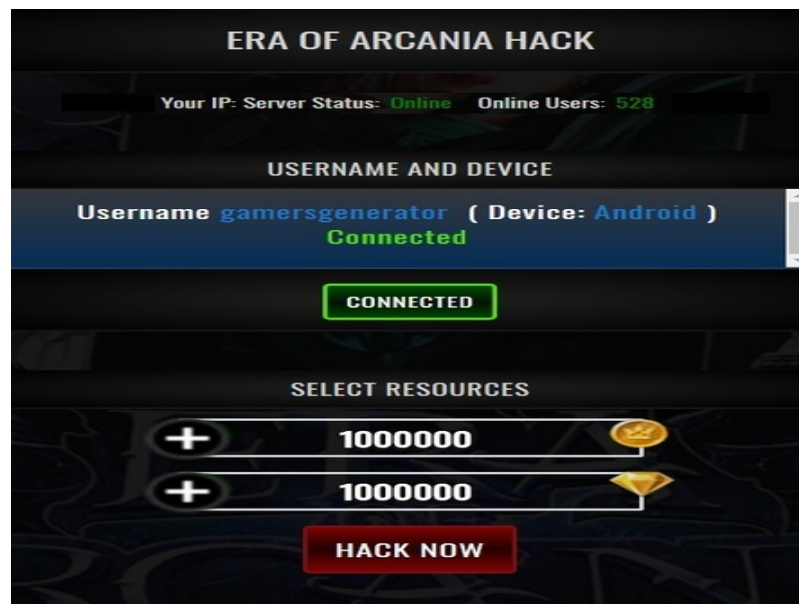 ERA OF ARCANIA HACK
Your IP: Server Status: Online Online Users: 528
USERNAME AND DEVICE
Username gamersgenerator ( Device: Android )
Connected
CONNECTED
SELECT RESOURCES
1000000
1000000
HACK NOW